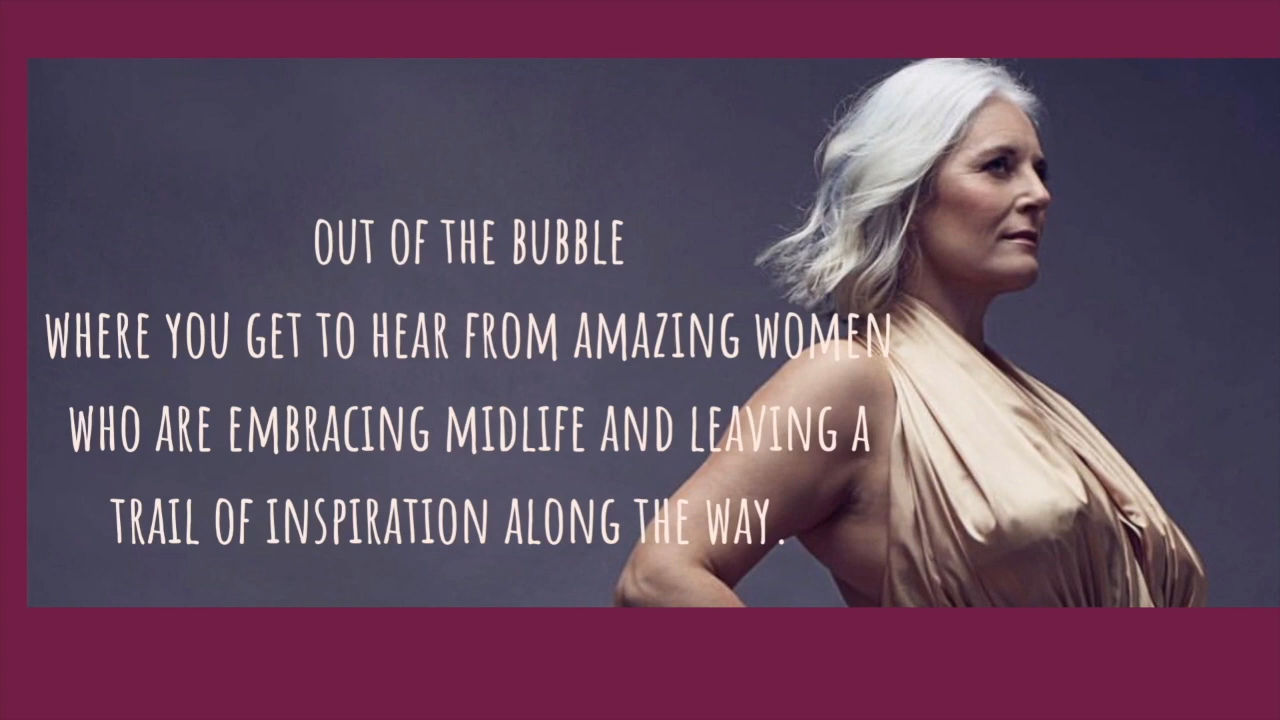 OUT OF THE BUBBLE
WHERE YOU GET TO HEAR FROM AMAZING WOMEN
WHO ARE EMBRACING MIDLIFE AND LEAVING A
TRAIL OF INSPIRATION ALONG THE WAY.